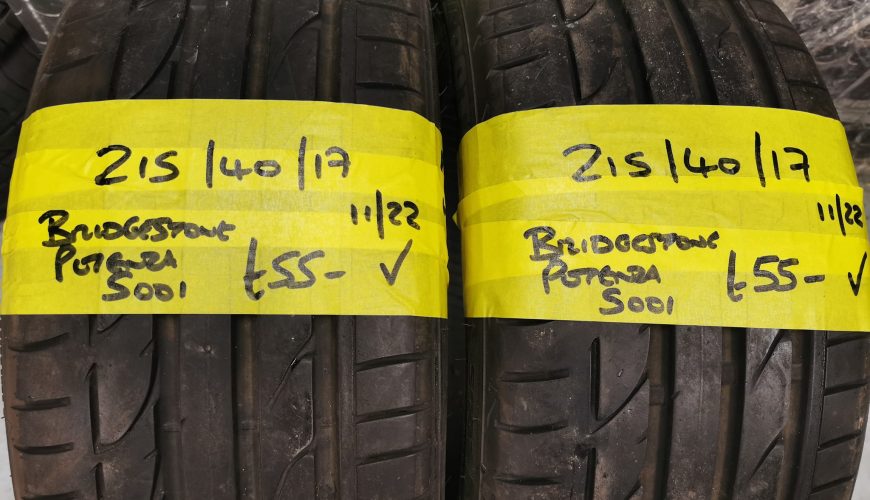 215/40/17
11/22
BRIDGESTONE
POTENZA
S001
£55- ✓
215/40/17
11/22
BRIDGESTONE
POTENZA
S001
£55- ✓